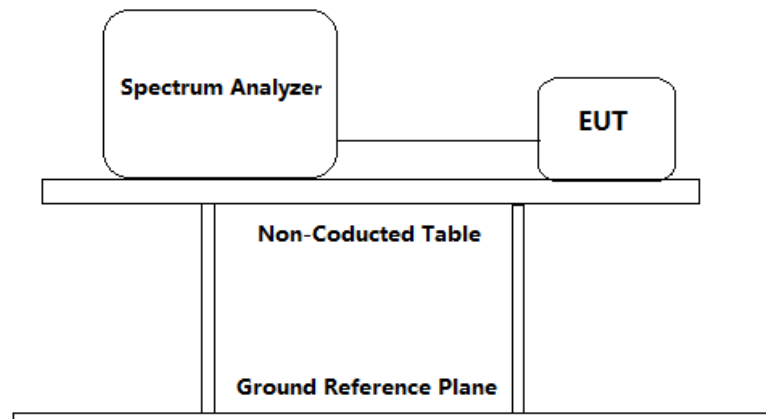 Spectrum Analyzer
EUT
Non-Coducted Table
Ground Reference Plane